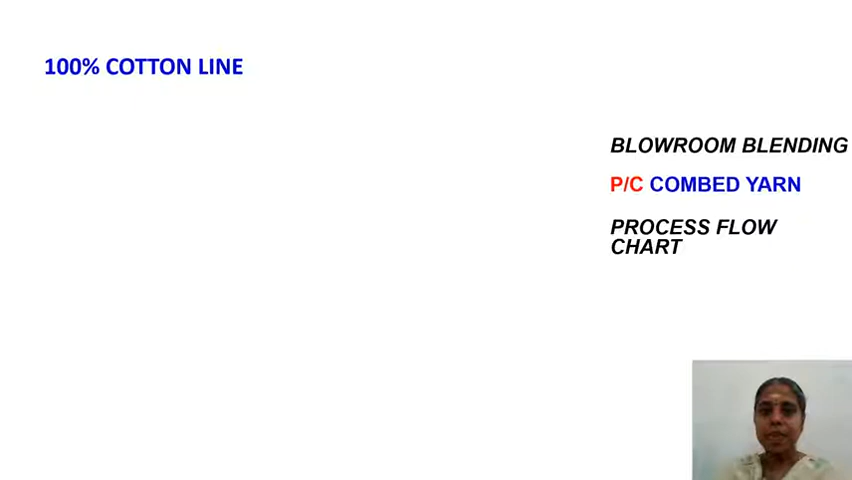 100% COTTON LINE
BLOWROOM BLENDING
P/C COMBED YARN
PROCESS FLOW
CHART